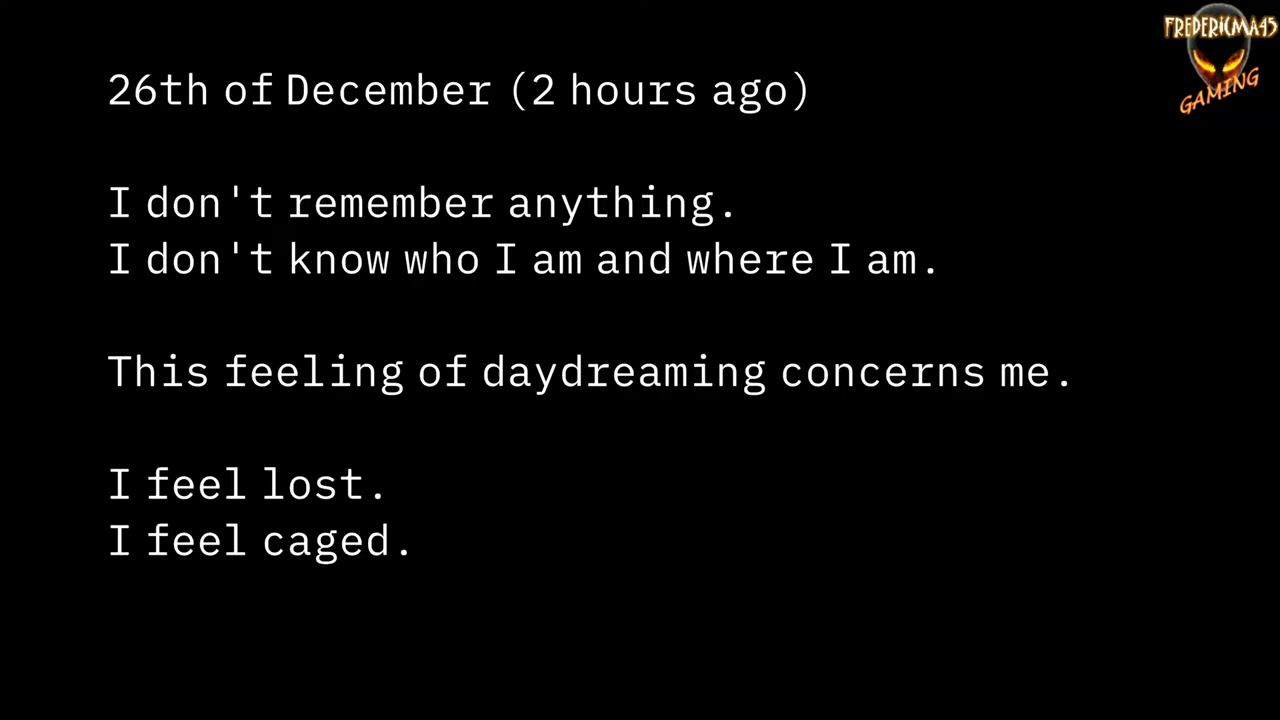 FREDERICMA45
GAMING
26th of December (2 hours ago)
I don't remember anything.
I don't know who I am and where I am.
This feeling of daydreaming concerns me.
I feel lost.
I feel caged.